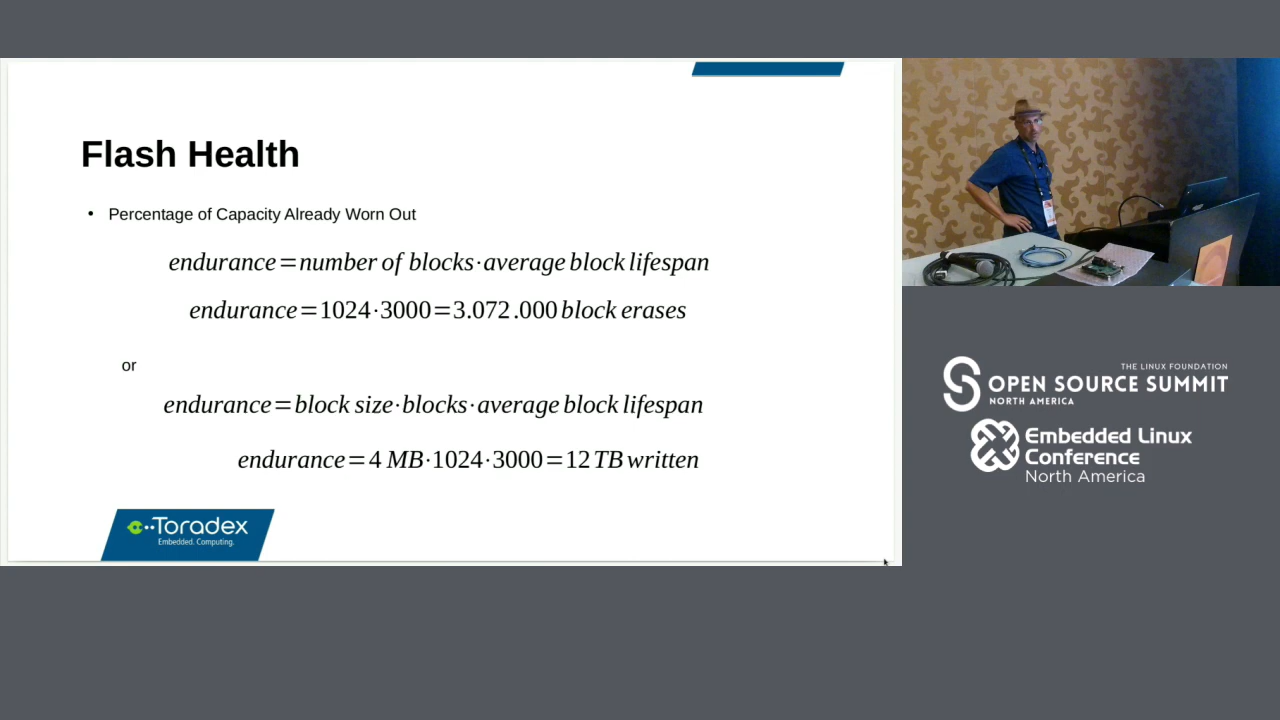 Flash Health
• Percentage of Capacity Already Worn Out
endurance=number of blocks·average block lifespan
endurance=1024·3000=3.072.000 block erases
or
endurance=block size·blocks·average block lifespan
endurance=4 MB·1024·3000=12 TB written
Toradex
Embedded. Computing.
THE LINUX FOUNDATION
OPEN SOURCE SUMMIT
NORTH AMERICA
Embedded Linux
Conference
North America